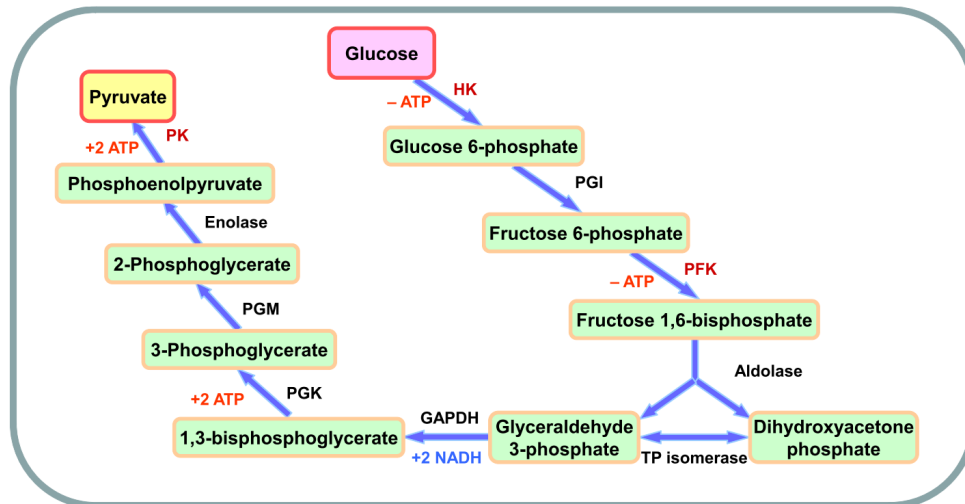 Glucose
HK
– ATP
Glucose 6-phosphate
PGI
Fructose 6-phosphate
PFK
– ATP
Fructose 1,6-bisphosphate
Aldolase
Glyceraldehyde
3-phosphate
Dihydroxyacetone
phosphate
TP isomerase
GAPDH
+2 NADH
1,3-bisphosphoglycerate
PGK
+2 ATP
3-Phosphoglycerate
PGM
2-Phosphoglycerate
Enolase
Phosphoenolpyruvate
PK
+2 ATP
Pyruvate